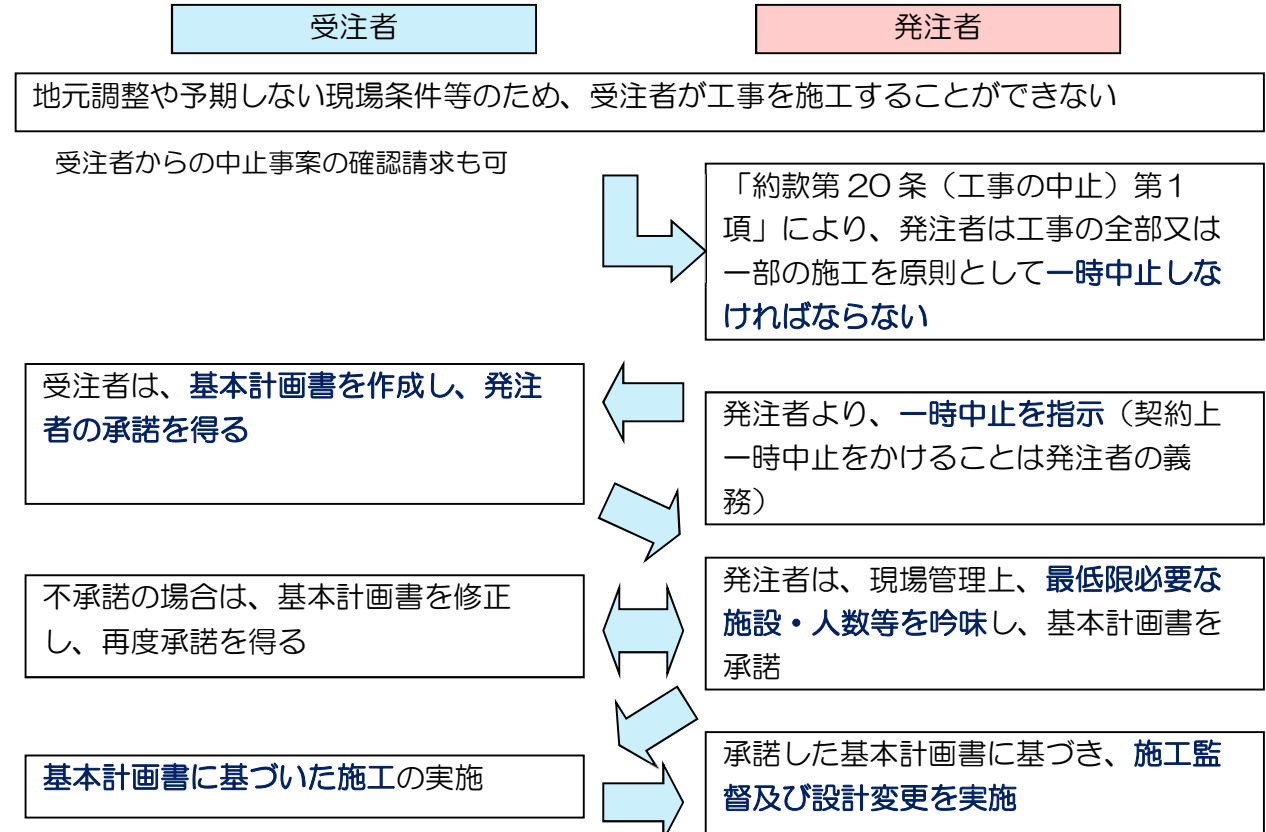 受注者
発注者
地元調整や予期しない現場条件等のため、受注者が工事を施工することができない
受注者からの中止事案の確認請求も可
「約款第20条（工事の中止）第1
項」により、発注者は工事の全部又は
一部の施工を原則として一時中止しな
ければならない
発注者より、一時中止を指示（契約上
一時中止をかけることは発注者の義
務）
受注者は、基本計画書を作成し、発注
者の承諾を得る
発注者は、現場管理上、最低限必要な
施設・人数等を吟味し、基本計画書を
承諾
不承諾の場合は、基本計画書を修正
し、再度承諾を得る
基本計画書に基づいた施工の実施
承諾した基本計画書に基づき、施工監
督及び設計変更を実施